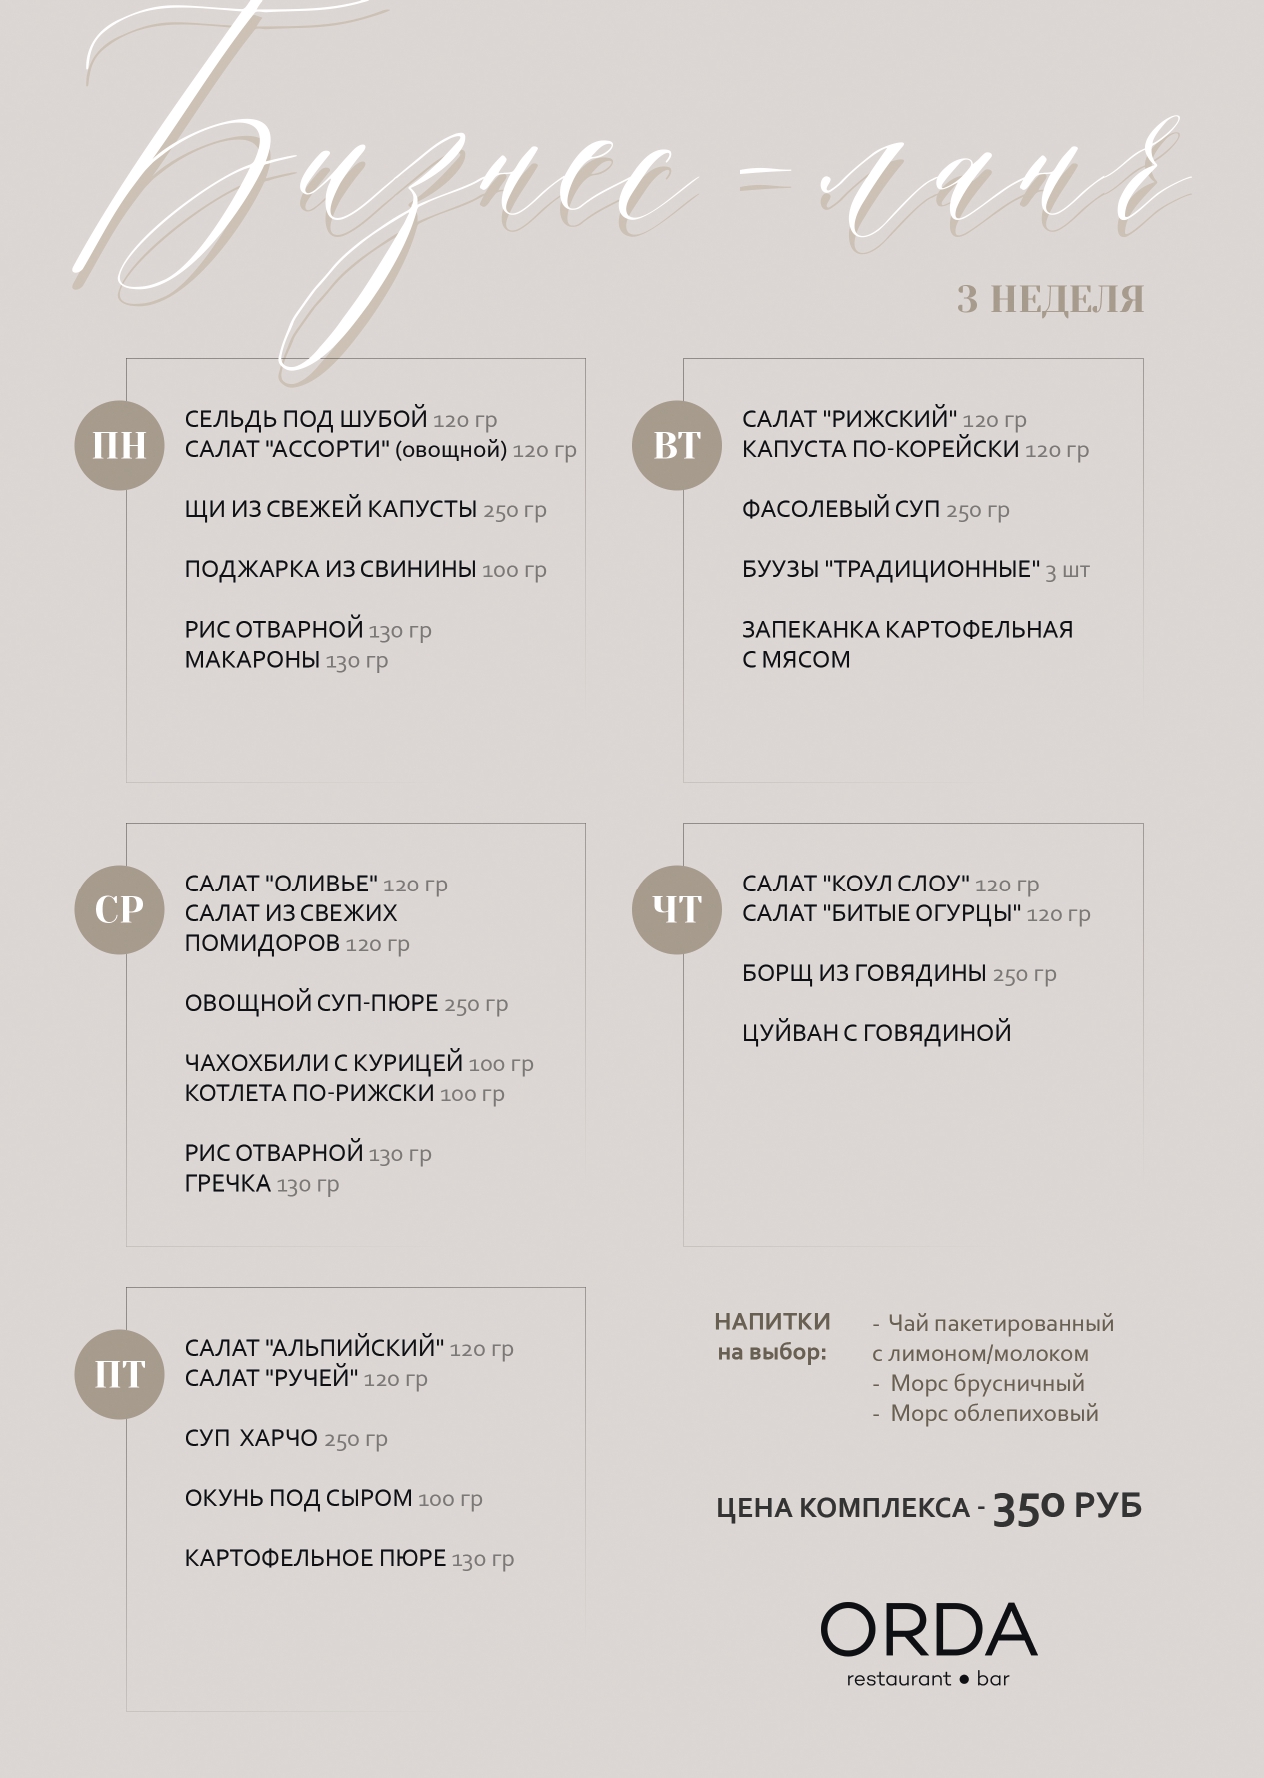 Бизнес-ланч
3 НЕДЕЛЯ
ПН
СЕЛЬДЬ ПОД ШУБОЙ 120 гр
САЛАТ "АССОРТИ" (овощной) 120 гр
ЩИ ИЗ СВЕЖЕЙ КАПУСТЫ 250 гр
ПОДЖАРКА ИЗ СВИНИНЫ 100 гр
РИС ОТВАРНОЙ 130 гр
МАКАРОНЫ 130 гр
ВТ
САЛАТ "РИЖСКИЙ" 120 гр
КАПУСТА ПО-КОРЕЙСКИ 120 гр
ФАСОЛЕВЫЙ СУП 250 гр
БУУЗЫ "ТРАДИЦИОННЫЕ" 3 шт
ЗАПЕКАНКА КАРТОФЕЛЬНАЯ
С МЯСОМ
СР
САЛАТ "ОЛИВЬЕ" 120 гр
САЛАТ ИЗ СВЕЖИХ
ПОМИДОРОВ 120 гр
ОВОЩНОЙ СУП-ПЮРЕ 250 гр
ЧАХОХБИЛИ С КУРИЦЕЙ 100 гр
КОТЛЕТА ПО-РИЖСКИ 100 гр
РИС ОТВАРНОЙ 130 гр
ГРЕЧКА 130 гр
ЧТ
САЛАТ "КОУЛ СЛОУ" 120 гр
САЛАТ "БИТЫЕ ОГУРЦЫ" 120 гр
БОРЩ ИЗ ГОВЯДИНЫ 250 гр
ЦУЙВАН С ГОВЯДИНОЙ
ПТ
САЛАТ "АЛЬПИЙСКИЙ" 120 гр
САЛАТ "РУЧЕЙ" 120 гр
СУП ХАРЧО 250 гр
ОКУНЬ ПОД СЫРОМ 100 гр
КАРТОФЕЛЬНОЕ ПЮРЕ 130 гр
НАПИТКИ
на выбор:
- Чай пакетированный
с лимоном/молоком
- Морс брусничный
- Морс облепиховый
ЦЕНА КОМПЛЕКСА - 350 РУБ
ORDA
restaurant • bar